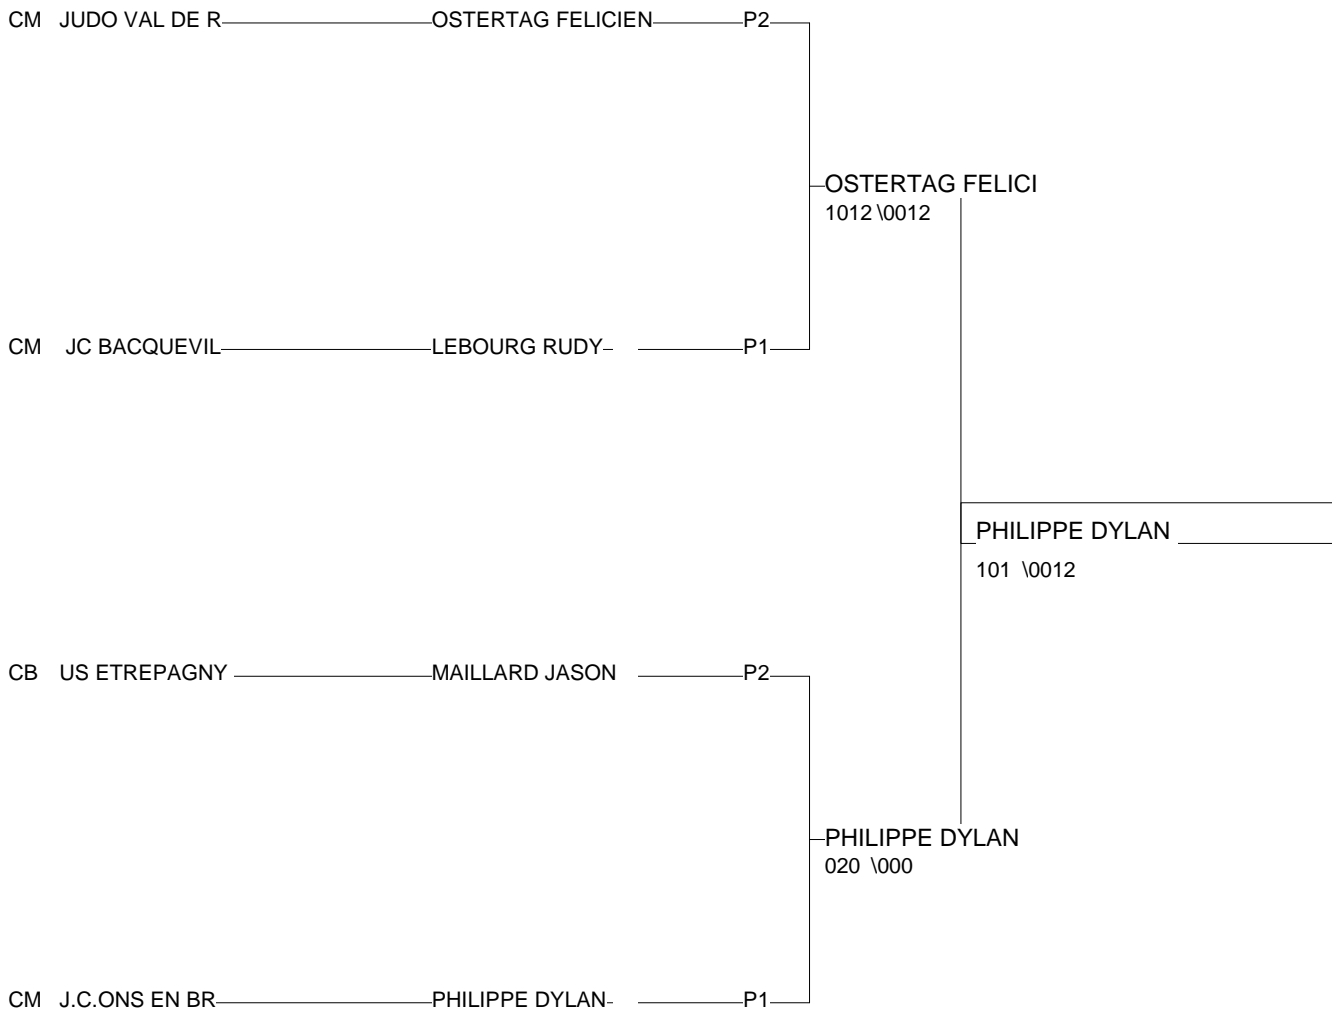 CM JUDO VAL DE R OSTERTAG FELICIEN P2
OSTERTAG FELICI
1012 \0012
CM JC BACQUEVIL LEBOURG RUDY P1
PHILIPPE DYLAN
101 \0012
CB US ETREPAGNY MAILLARD JASON P2
PHILIPPE DYLAN
020 \000
CM J.C.ONS EN BR PHILIPPE DYLAN P1